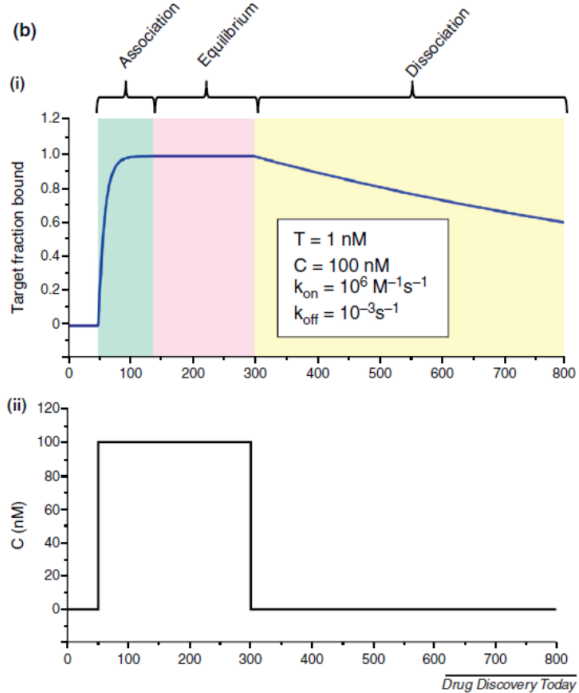 (b)
Association
Equilibrium
Dissociation
(i)
1.2
1.0
0.8
0.6
0.4
0.2
0
Target fraction bound
T = 1 nM
C = 100 nM
kon = 10⁶ M⁻¹s⁻¹
koff = 10⁻³s⁻¹
0 100 200 300 400 500 600 700 800
(ii)
120
100
80
60
40
20
0
C (nM)
0 100 200 300 400 500 600 700 800
Drug Discovery Today